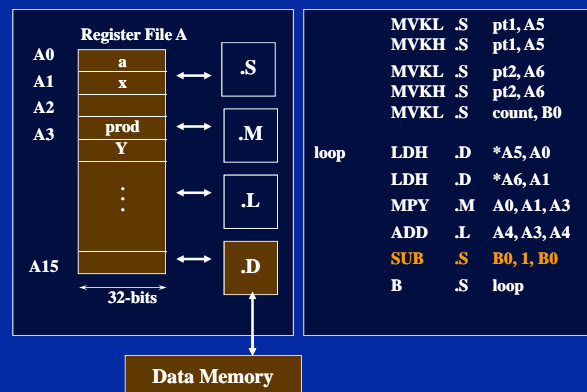 Register File A
A0 a
A1 x
.S
A2
A3 prod
.M
Y
.
.
.
.L
A15
.D
32-bits
Data Memory
MVKL .S pt1, A5
MVKH .S pt1, A5
MVKL .S pt2, A6
MVKH .S pt2, A6
MVKL .S count, B0
loop LDH .D *A5, A0
LDH .D *A6, A1
MPY .M A0, A1, A3
ADD .L A4, A3, A4
SUB .S B0, 1, B0
B .S loop